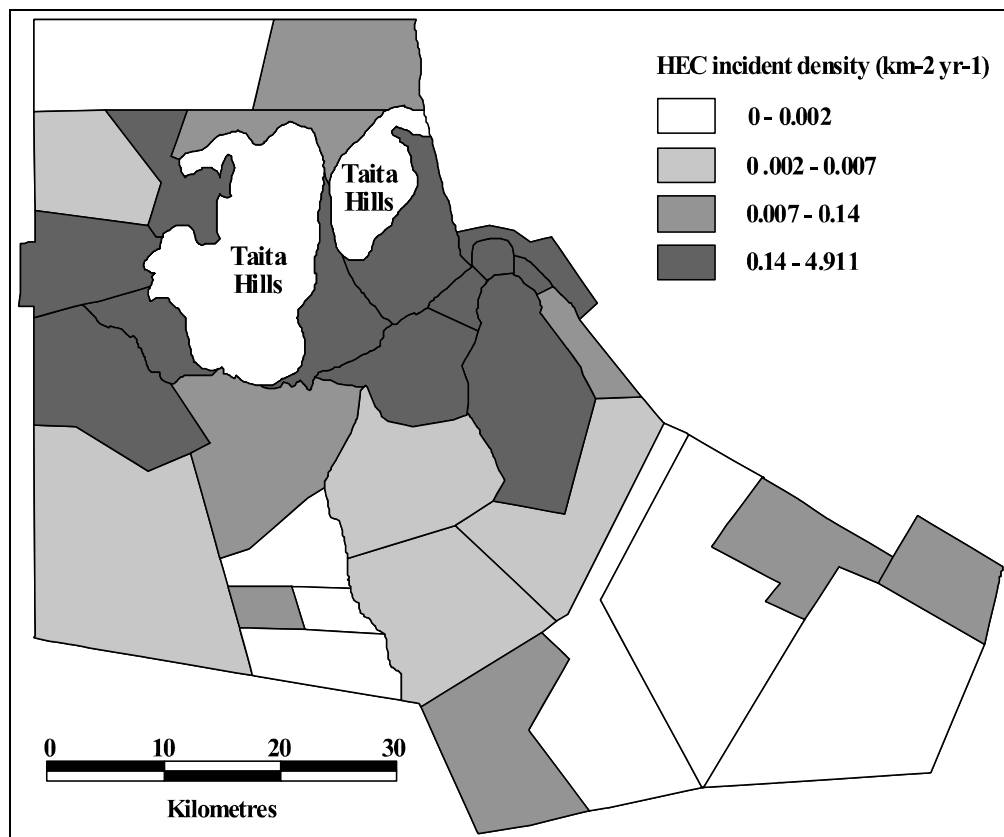 HEC incident density (km-2 yr-1)
0 - 0.002
0 .002 - 0.007
0.007 - 0.14
0.14 - 4.911
Taita
Hills
Taita
Hills
0 10 20 30
Kilometres